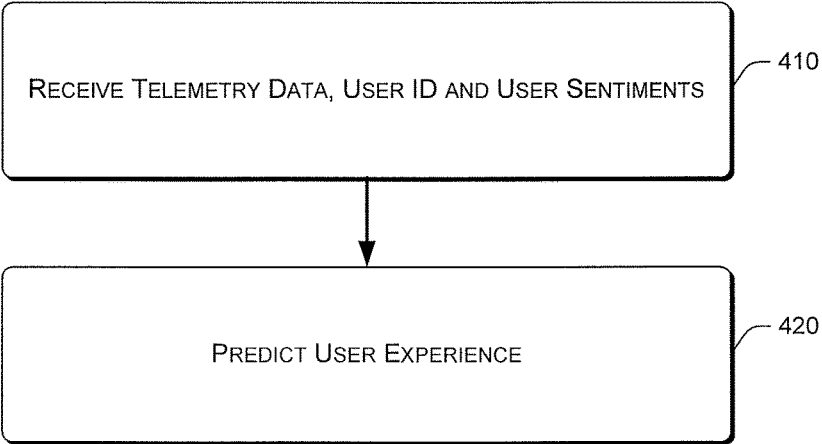 RECEIVE TELEMETRY DATA, USER ID AND USER SENTIMENTS
410
PREDICT USER EXPERIENCE
420